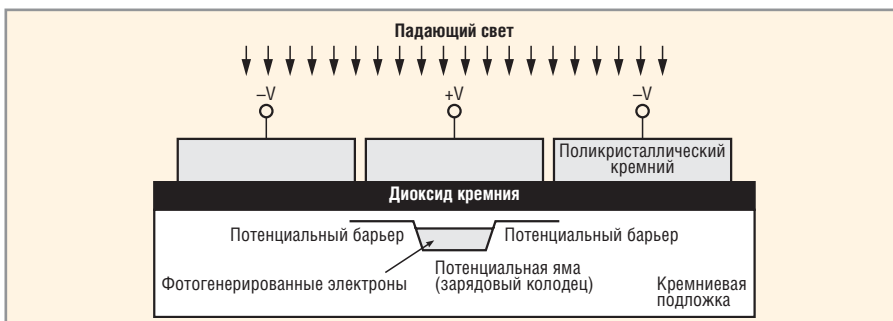 Падающий свет
–V
+V
–V
Поликристаллический
кремний
Диоксид кремния
Потенциальный барьер
Потенциальный барьер
Фотогенерированные электроны
Потенциальная яма
(зарядовый колодец)
Кремниевая
подложка